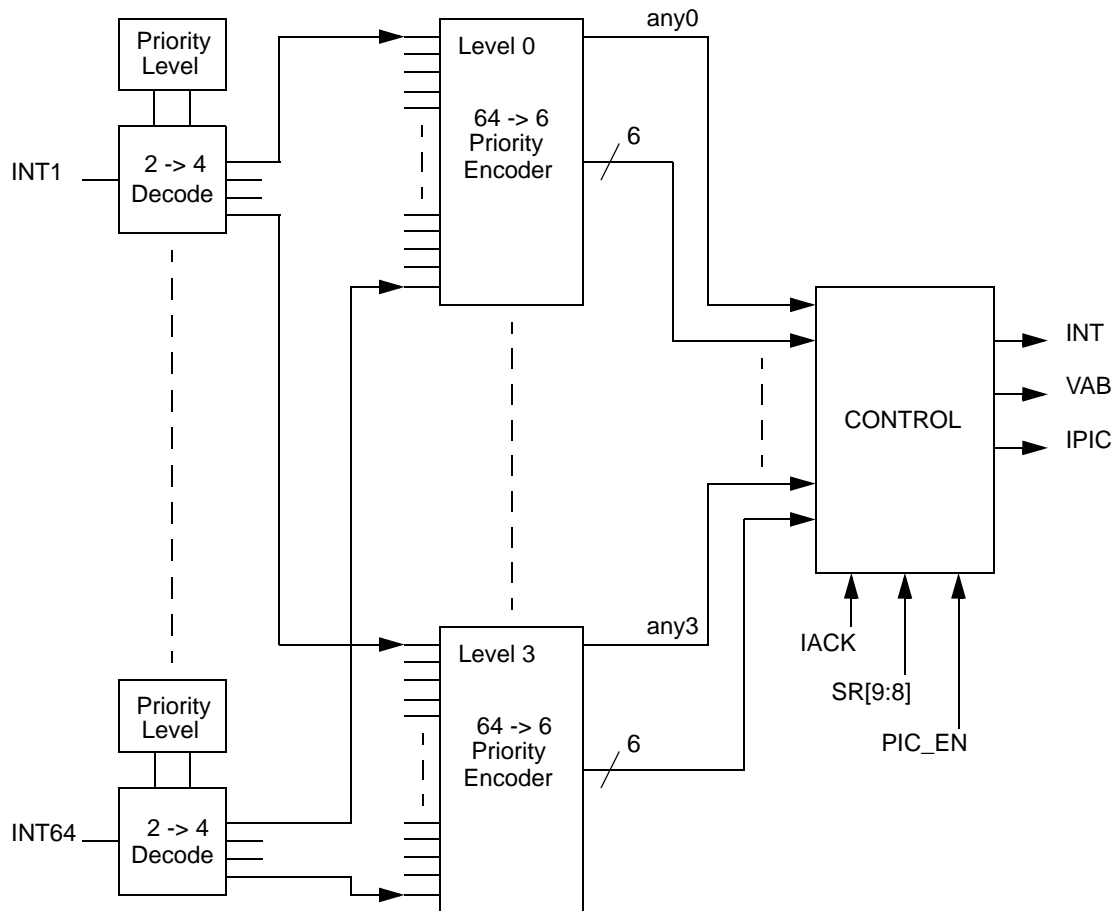 Priority
Level
INT1
2 -> 4
Decode
Level 0
64 -> 6
Priority
Encoder
any0
6
CONTROL
INT
VAB
IPIC
IACK
SR[9:8]
PIC_EN
Priority
Level
INT64
2 -> 4
Decode
Level 3
64 -> 6
Priority
Encoder
any3
6